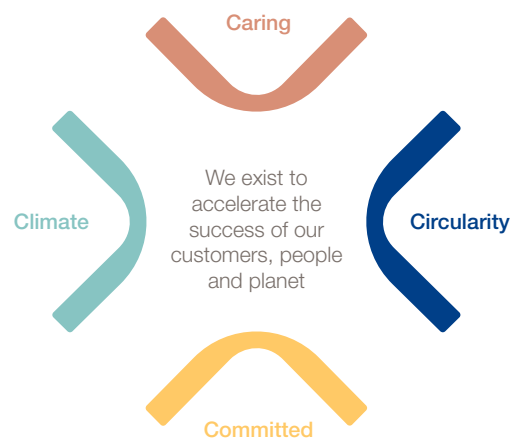 Caring
Climate
We exist to
accelerate the
success of our
customers, people
and planet
Circularity
Committed